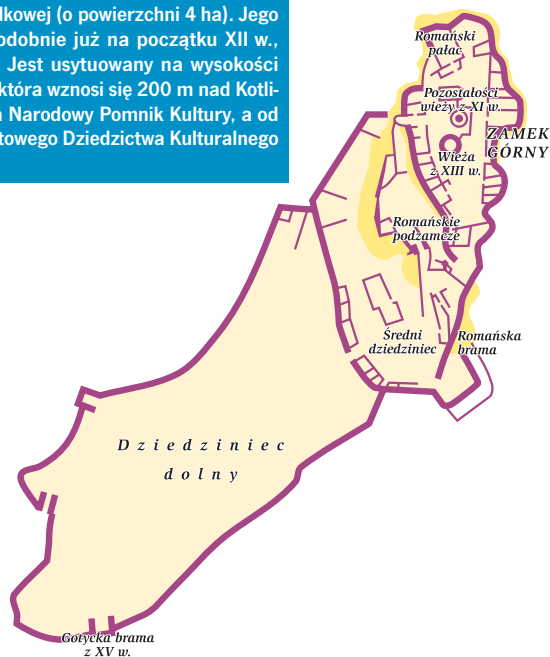 lkowej (o powierzchni 4 ha). Jego
odobnie już na początku XII w.,
Jest usytuowany na wysokości
która wznosi się 200 m nad Kotli-
Narodowy Pomnik Kultury, a od
towego Dziedzictwa Kulturalnego
Romański
pałac
Pozostałości
wieży z XI w.
ZAMEK
GÓRNY
Wieża
z XIII w.
Romańskie
podzamcze
Średni
dziedziniec
Romańska
brama
Dziedziniec
dolny
Gotycka brama
z XV w.